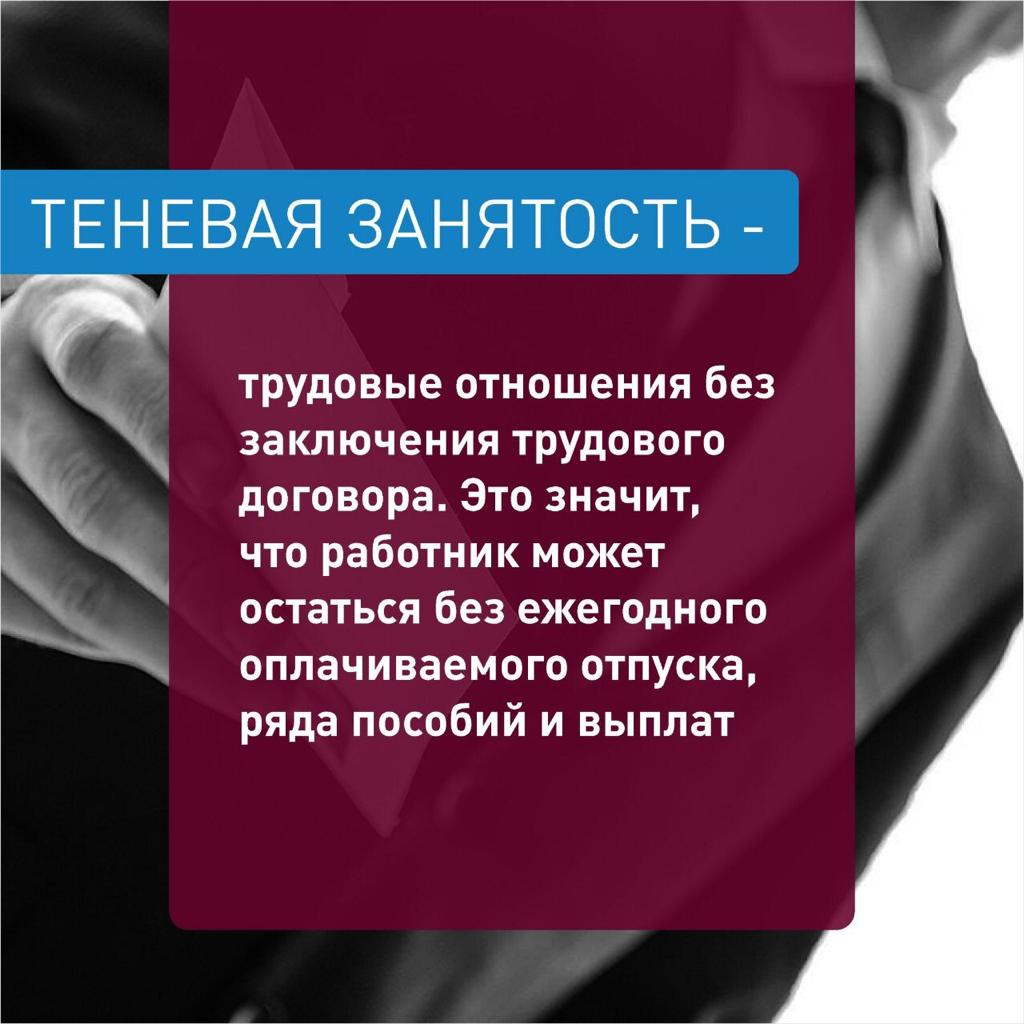 ТЕНЕВАЯ ЗАНЯТОСТЬ -
трудовые отношения без
заключения трудового
договора. Это значит,
что работник может
остаться без ежегодного
оплачиваемого отпуска,
ряда пособий и выплат